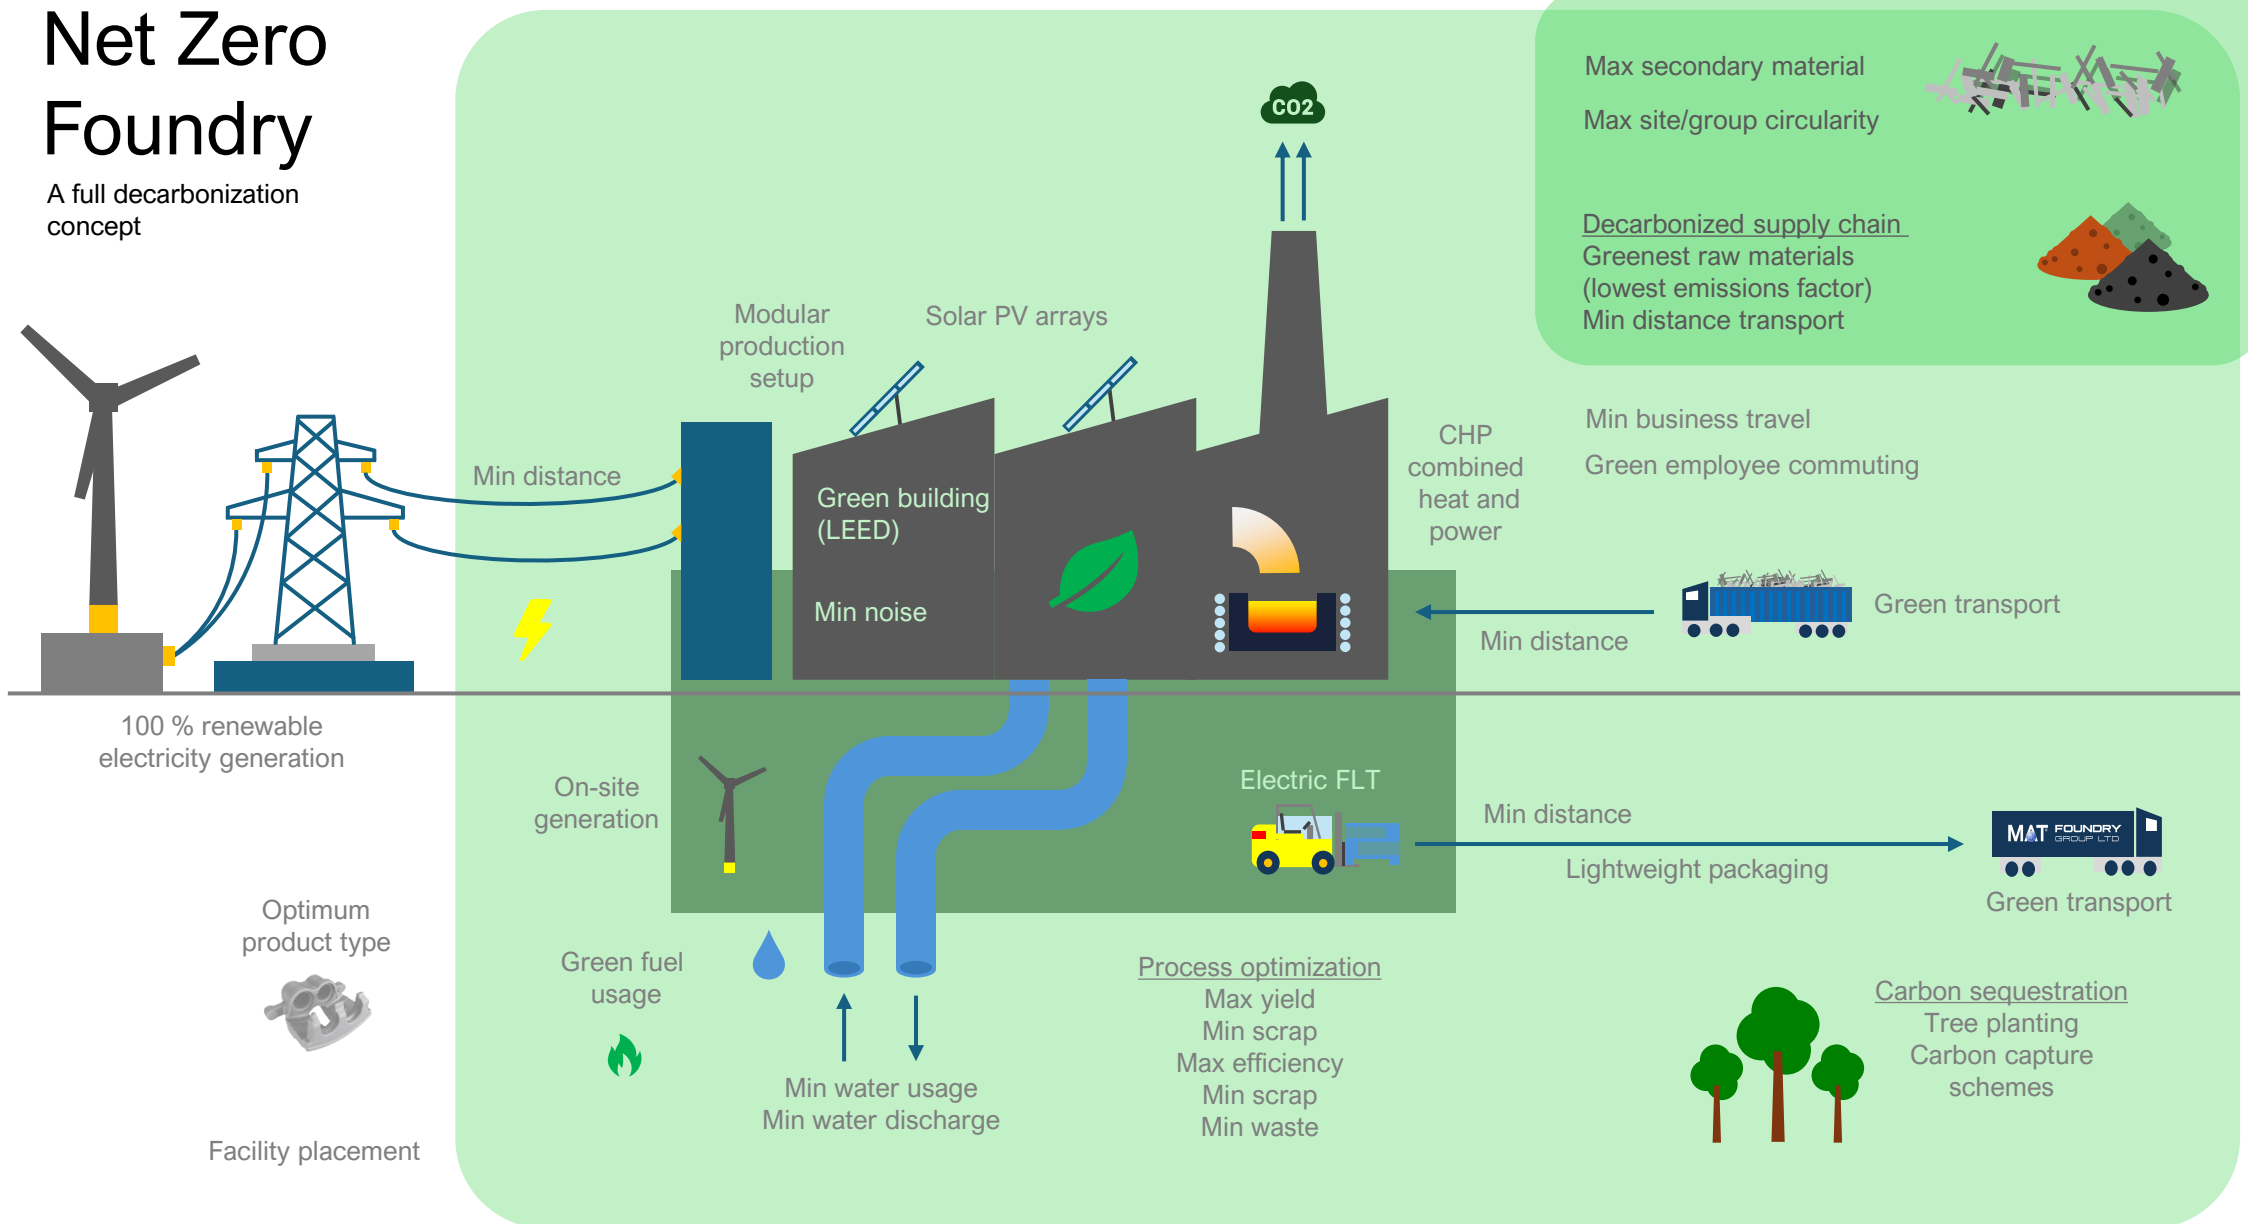 Net Zero
Foundry
A full decarbonization
concept
CO2
Max secondary material
Max site/group circularity
Decarbonized supply chain
Greenest raw materials
(lowest emissions factor)
Min distance transport
Modular
production
setup
Solar PV arrays
Min distance
CHP
combined
heat and
power
Min business travel
Green employee commuting
Green building
(LEED)
Min noise
Green transport
Min distance
100 % renewable
electricity generation
On-site
generation
Electric FLT
Min distance
Lightweight packaging
MAT FOUNDRY
GROUP LTD
Green transport
Optimum
product type
Green fuel
usage
Process optimization
Max yield
Min scrap
Max efficiency
Min scrap
Min waste
Carbon sequestration
Tree planting
Carbon capture
schemes
Min water usage
Min water discharge
Facility placement